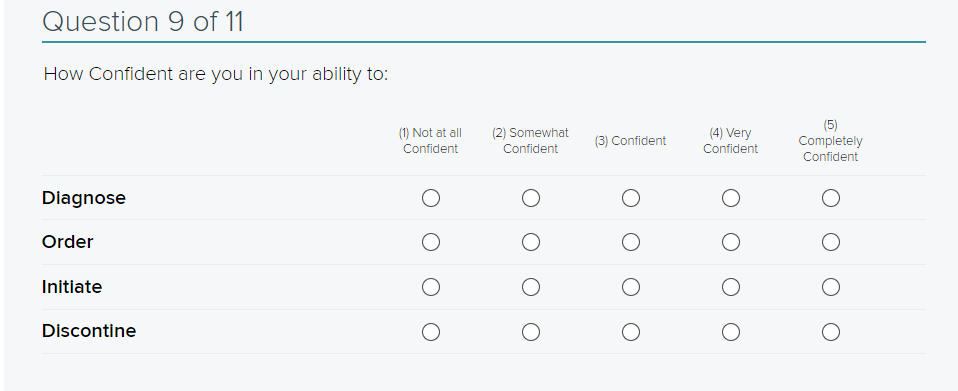 Question 9 of 11
How Confident are you in your ability to:
(1) Not at all Confident
(2) Somewhat Confident
(3) Confident
(4) Very Confident
(5) Completely Confident
Diagnose
Order
Initiate
Discontine